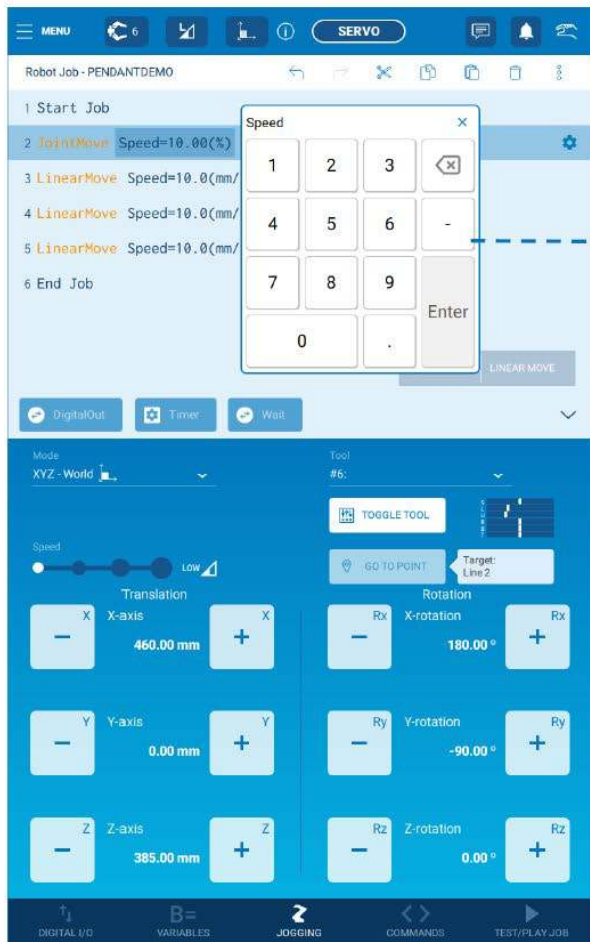 MENU 6 SERVO
Robot Job - PENDANTDEMO
1 Start Job
2 JointMove Speed=10.00(%)
3 LinearMove Speed=10.0(mm/
4 LinearMove Speed=10.0(mm/
5 LinearMove Speed=10.0(mm/
6 End Job
Speed ×
1 2 3
4 5 6 -
7 8 9
Enter
0 .
LINEAR MOVE
DigitalOut Timer Wait
Mode Tool
XYZ - World #6:
TOGGLE TOOL
Speed
LOW
GO TO POINT
Target:
Line 2
Translation Rotation
X X-axis X Rx X-rotation Rx
− 460.00 mm + − 180.00 º +
Y Y-axis Y Ry Y-rotation Ry
− 0.00 mm + − -90.00 º +
Z Z-axis Z Rz Z-rotation Rz
− 385.00 mm + − 0.00 º +
B=
DIGITAL I/O VARIABLES JOGGING COMMANDS TEST/PLAY JOB